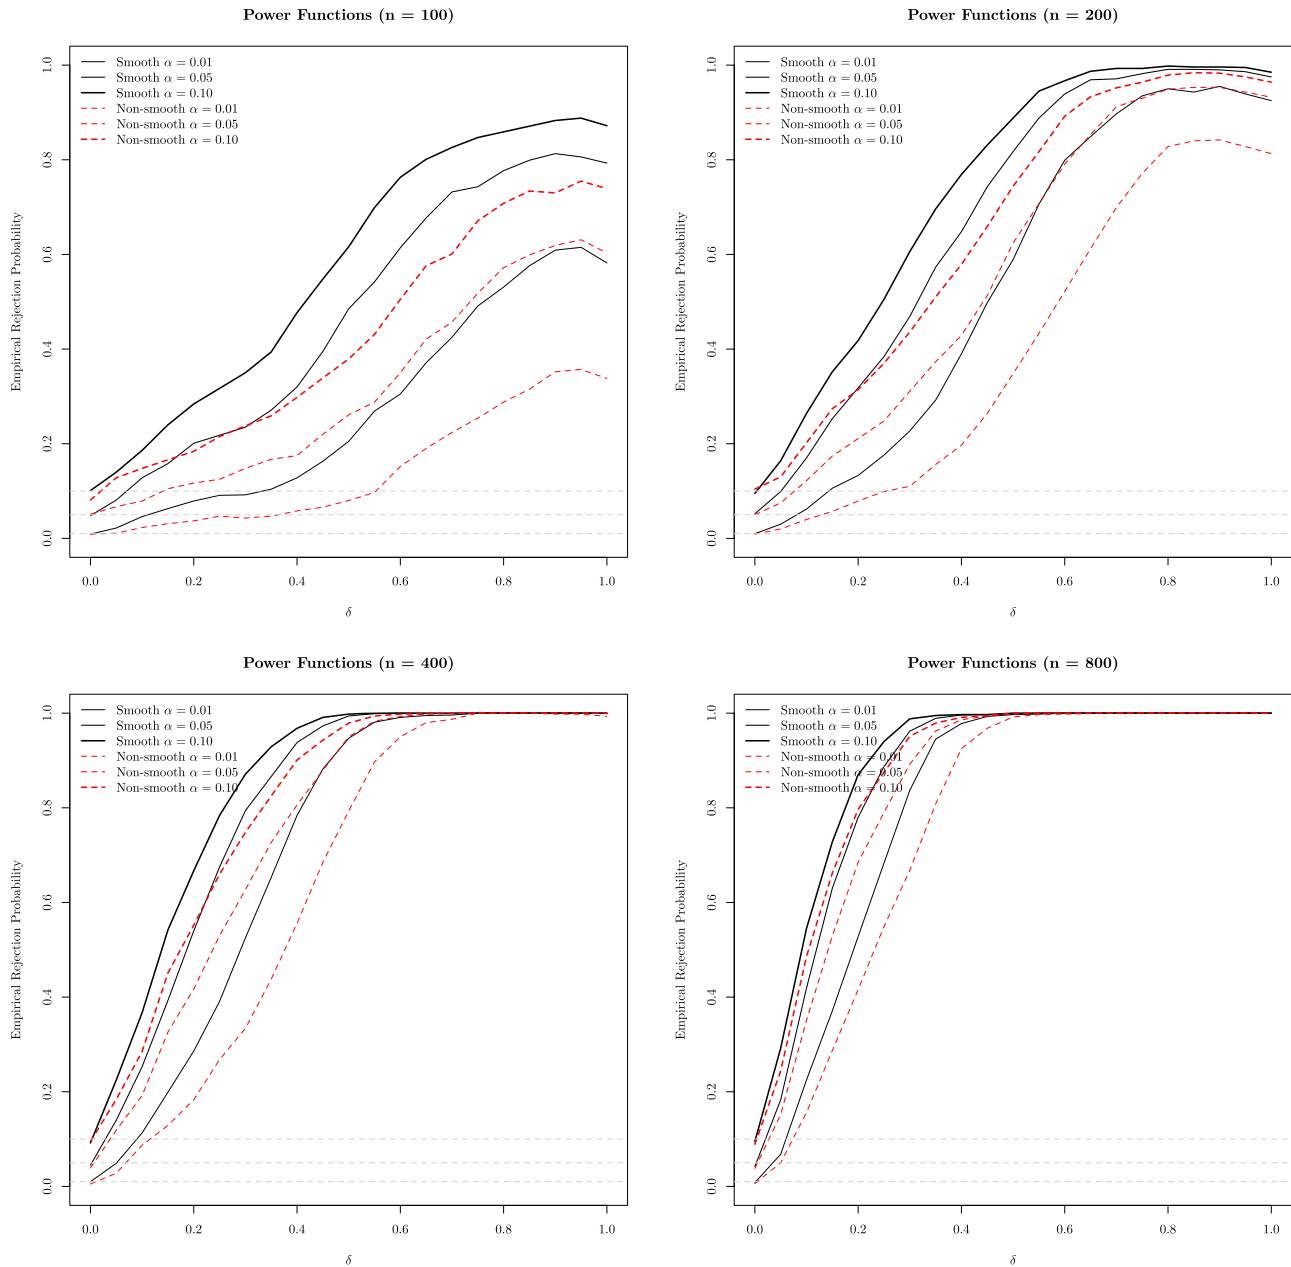 Power Functions (n = 100)
Smooth α = 0.01
Smooth α = 0.05
Smooth α = 0.10
Non-smooth α = 0.01
Non-smooth α = 0.05
Non-smooth α = 0.10
Empirical Rejection Probability
0.0
0.2
0.4
0.6
0.8
1.0
0.0 0.2 0.4 0.6 0.8 1.0
δ
Power Functions (n = 200)
Smooth α = 0.01
Smooth α = 0.05
Smooth α = 0.10
Non-smooth α = 0.01
Non-smooth α = 0.05
Non-smooth α = 0.10
Empirical Rejection Probability
0.0
0.2
0.4
0.6
0.8
1.0
0.0 0.2 0.4 0.6 0.8 1.0
δ
Power Functions (n = 400)
Smooth α = 0.01
Smooth α = 0.05
Smooth α = 0.10
Non-smooth α = 0.01
Non-smooth α = 0.05
Non-smooth α = 0.10
Empirical Rejection Probability
0.0
0.2
0.4
0.6
0.8
1.0
0.0 0.2 0.4 0.6 0.8 1.0
δ
Power Functions (n = 800)
Smooth α = 0.01
Smooth α = 0.05
Smooth α = 0.10
Non-smooth α = 0.01
Non-smooth α = 0.05
Non-smooth α = 0.10
Empirical Rejection Probability
0.0
0.2
0.4
0.6
0.8
1.0
0.0 0.2 0.4 0.6 0.8 1.0
δ